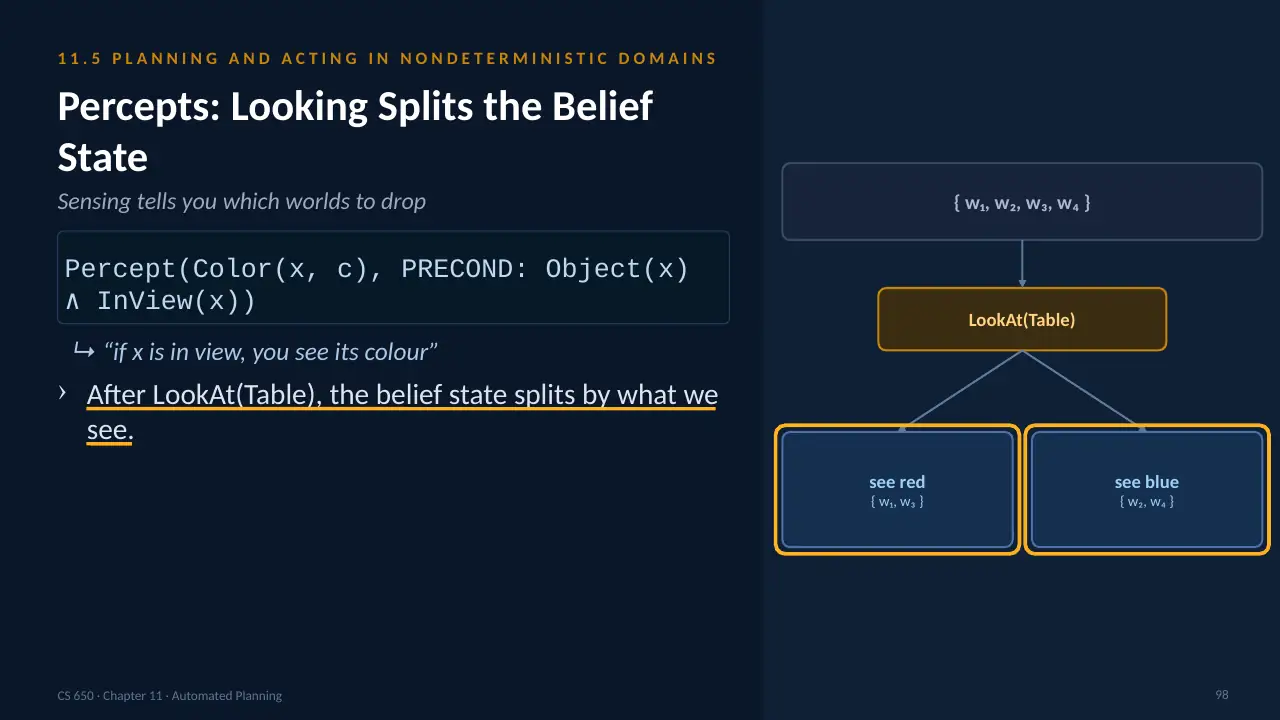 11.5 PLANNING AND ACTING IN NONDETERMINISTIC DOMAINS
Percepts: Looking Splits the Belief
State
Sensing tells you which worlds to drop
Percept(Color(x, c), PRECOND: Object(x)
∧ InView(x))
↪ “if x is in view, you see its colour”
› After LookAt(Table), the belief state splits by what we
see.
{ w₁, w₂, w₃, w₄ }
LookAt(Table)
see red
{ w₁, w₃ }
see blue
{ w₂, w₄ }
CS 650 · Chapter 11 · Automated Planning
98